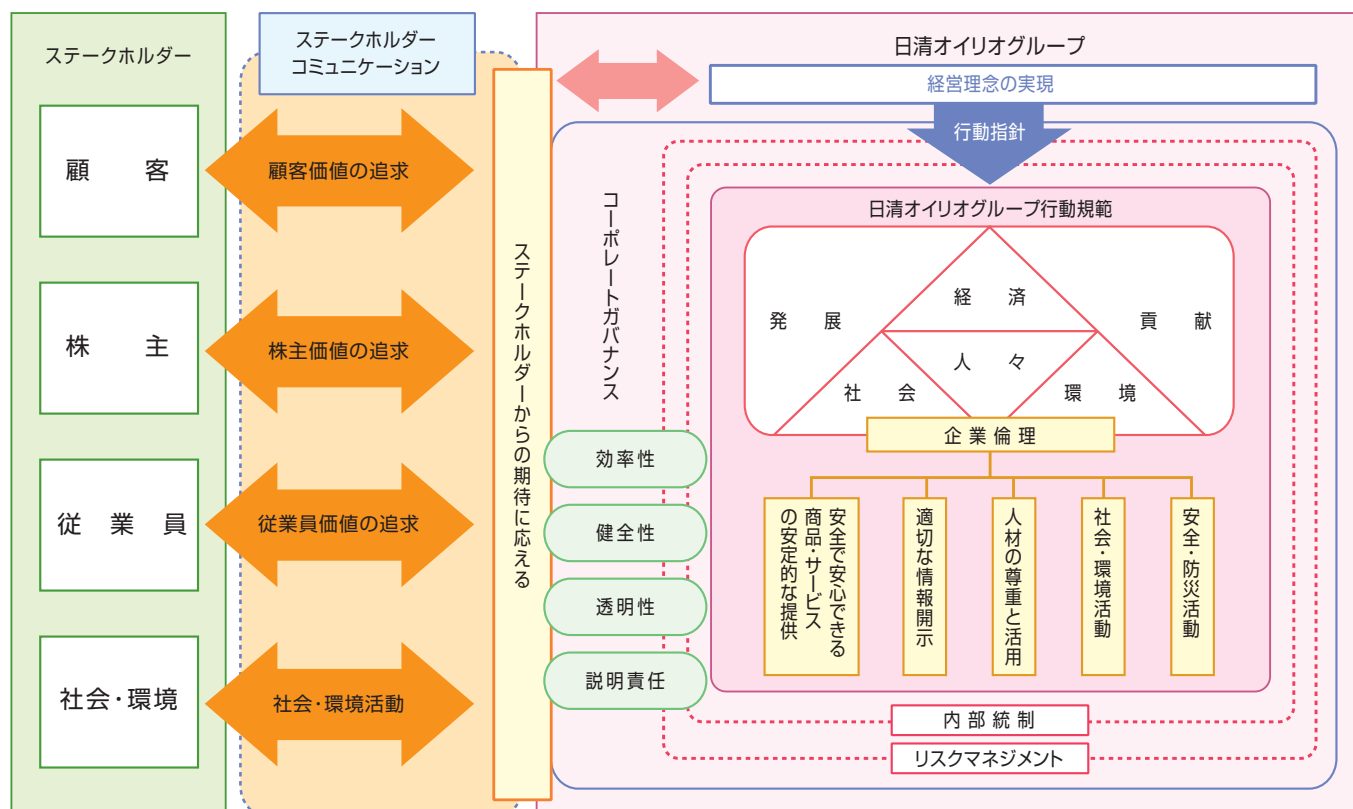 ステークホルダー
顧 客
株 主
従 業 員
社会・環境
ステークホルダー
コミュニケーション
顧客価値の追求
株主価値の追求
従業員価値の追求
社会・環境活動
ステークホルダーからの期待に応える
日清オイリオグループ
経営理念の実現
行動指針
コーポレートガバナンス
効率性
健全性
透明性
説明責任
日清オイリオグループ行動規範
経 済
発 展
貢 献
人 々
社 会
環 境
企業倫理
安全で安心できる
商品・サービス
の安定的な提供
適切な情報開示
人材の尊重と活用
社会・環境活動
安全・防災活動
内部統制
リスクマネジメント